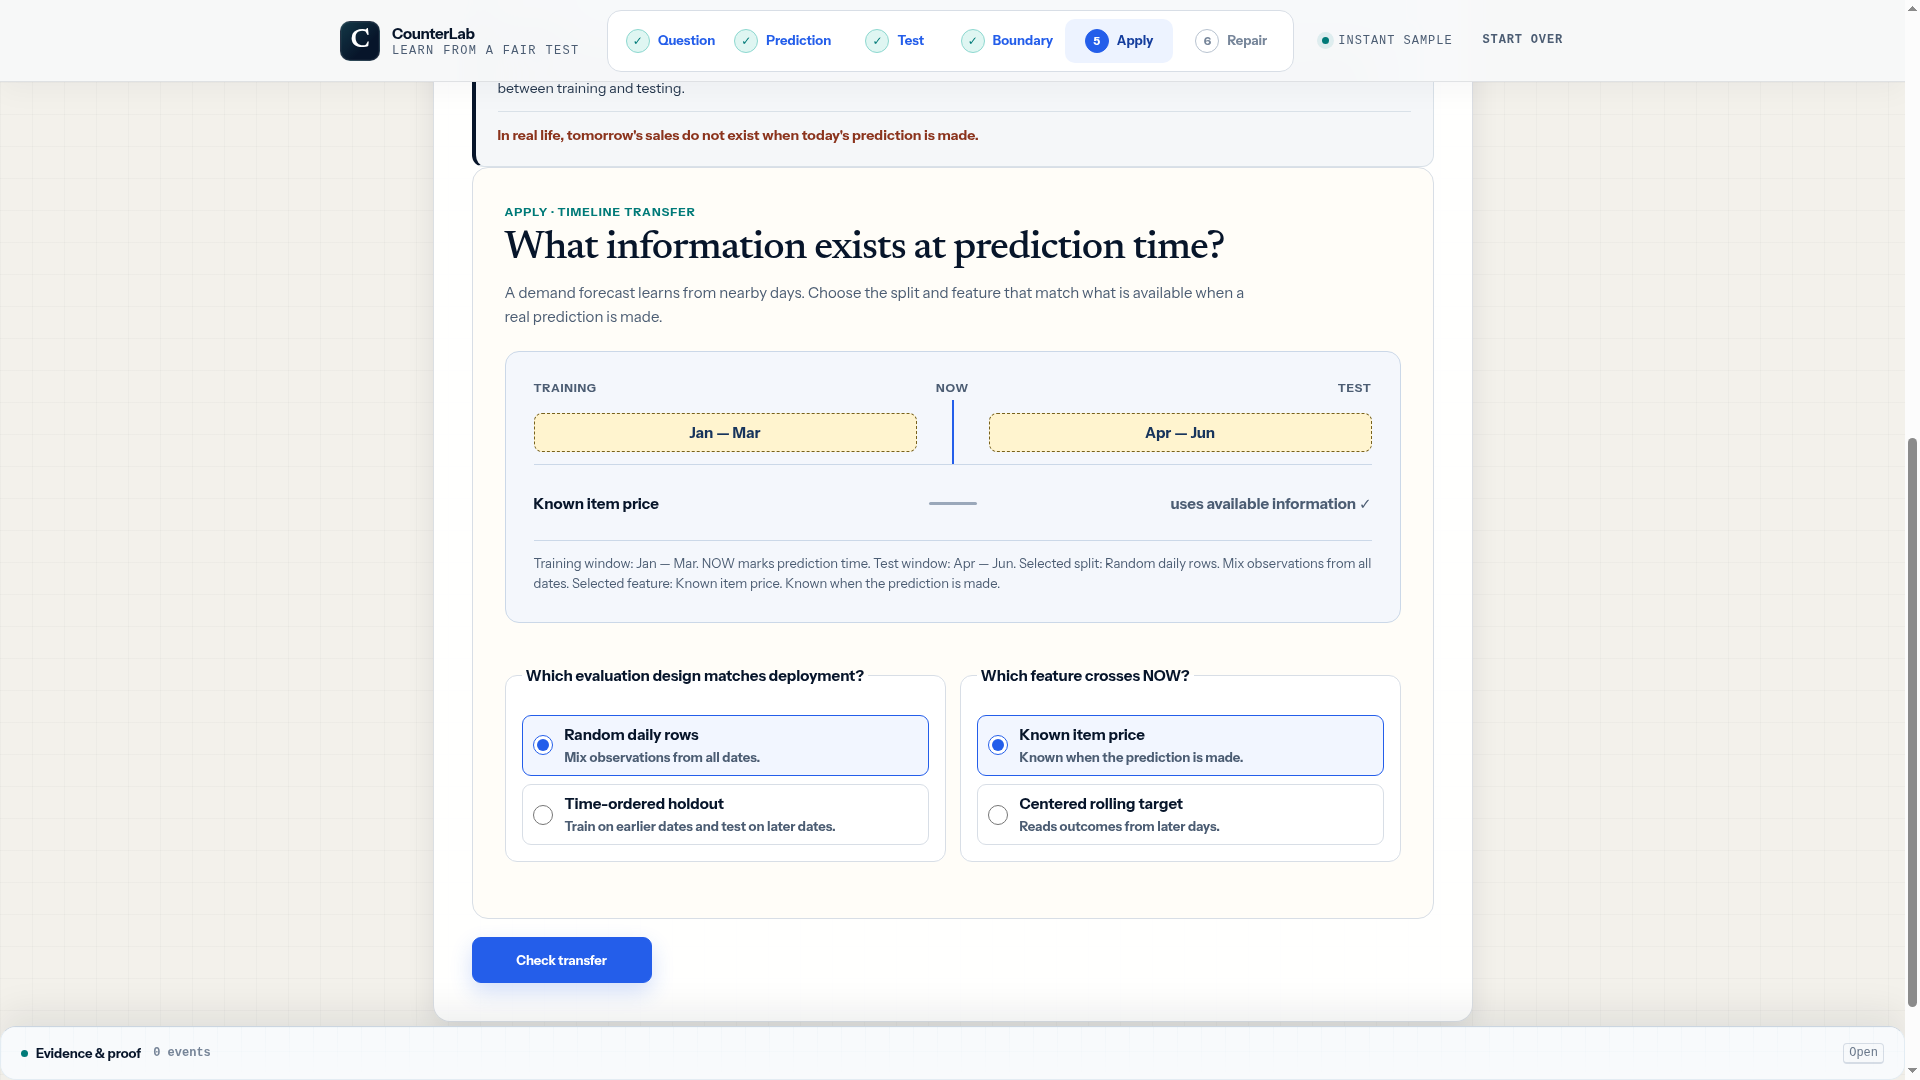 C
CounterLab
LEARN FROM A FAIR TEST
✓ Question
✓ Prediction
✓ Test
✓ Boundary
5 Apply
6 Repair
INSTANT SAMPLE
START OVER
between training and testing.
In real life, tomorrow's sales do not exist when today's prediction is made.
APPLY · TIMELINE TRANSFER
What information exists at prediction time?
A demand forecast learns from nearby days. Choose the split and feature that match what is available when a
real prediction is made.
TRAINING NOW TEST
Jan — Mar Apr — Jun
Known item price uses available information ✓
Training window: Jan — Mar. NOW marks prediction time. Test window: Apr — Jun. Selected split: Random daily rows. Mix observations from all
dates. Selected feature: Known item price. Known when the prediction is made.
Which evaluation design matches deployment?
Random daily rows
Mix observations from all dates.
Time-ordered holdout
Train on earlier dates and test on later dates.
Which feature crosses NOW?
Known item price
Known when the prediction is made.
Centered rolling target
Reads outcomes from later days.
Check transfer
Evidence & proof 0 events
Open